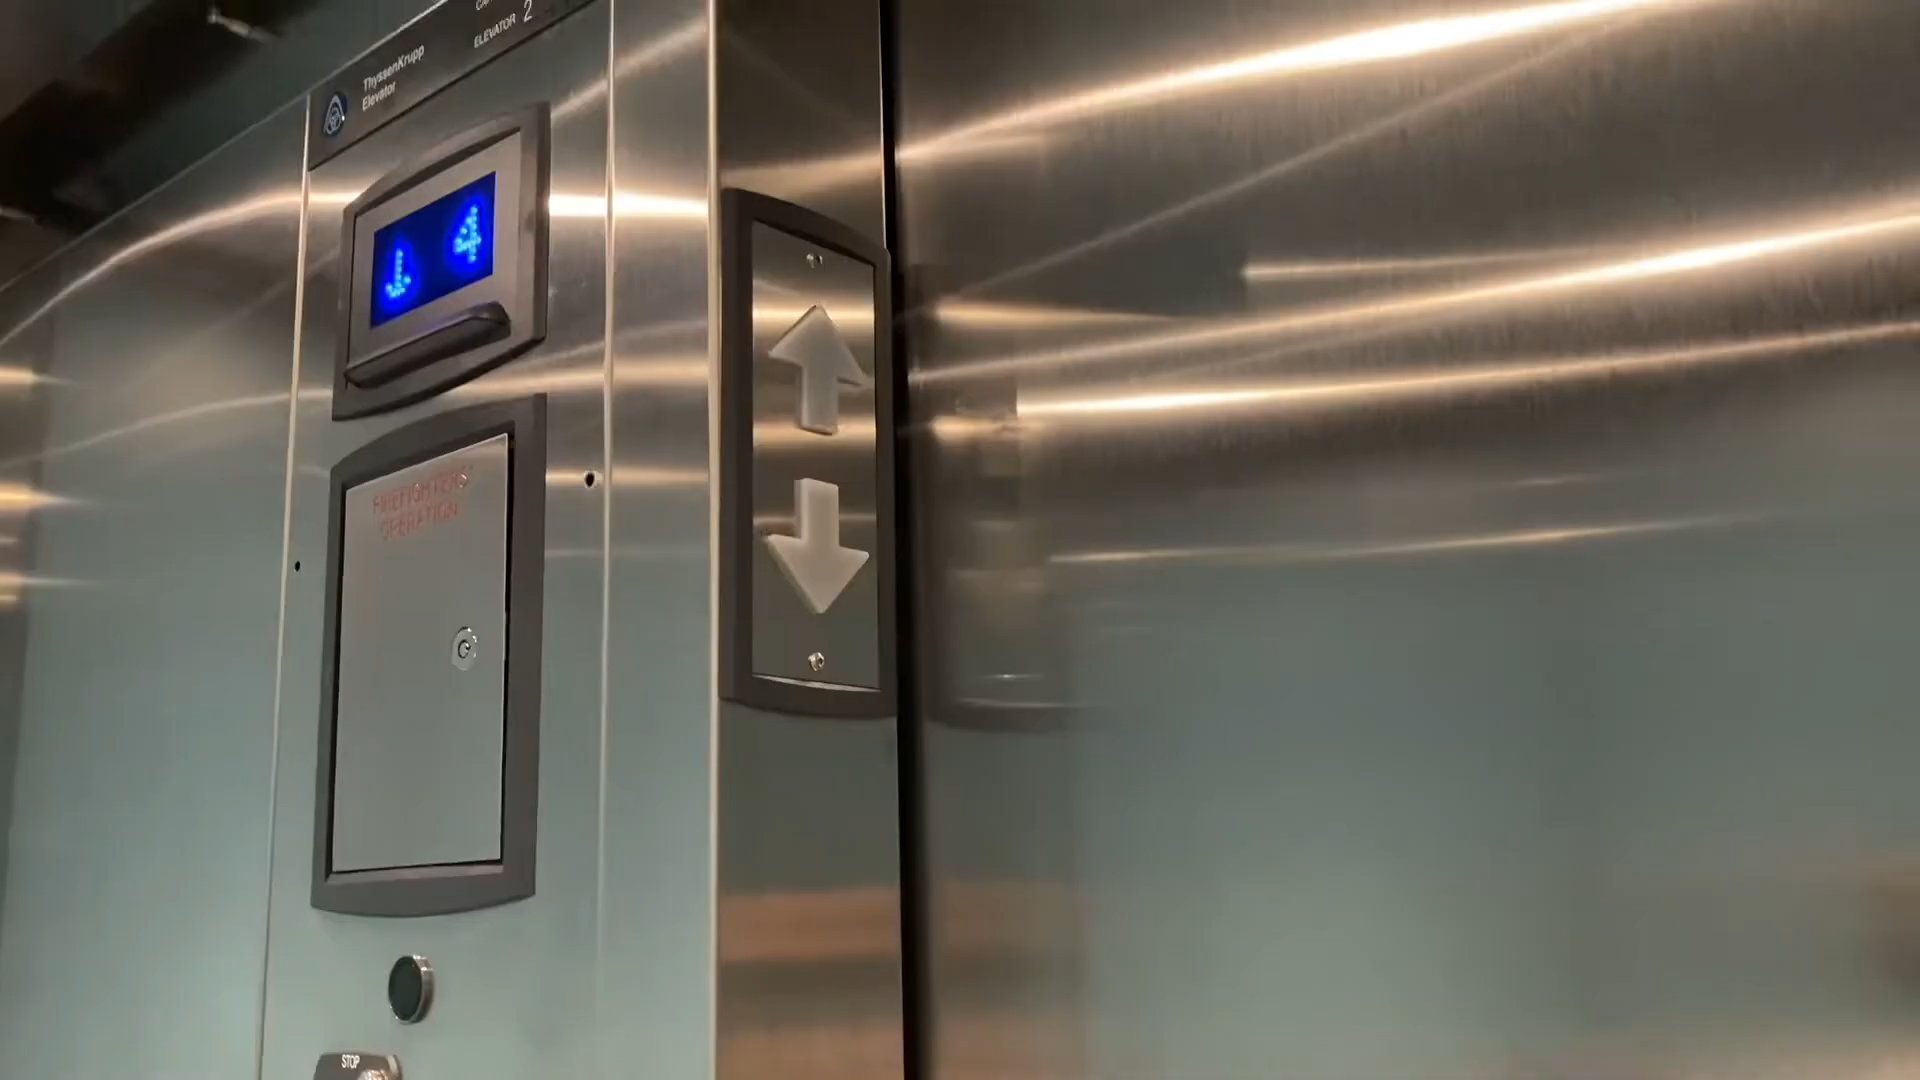 ThyssenKrupp
Elevator
ELEVATOR 2
4
FIREFIGHTERS'
OPERATION
STOP